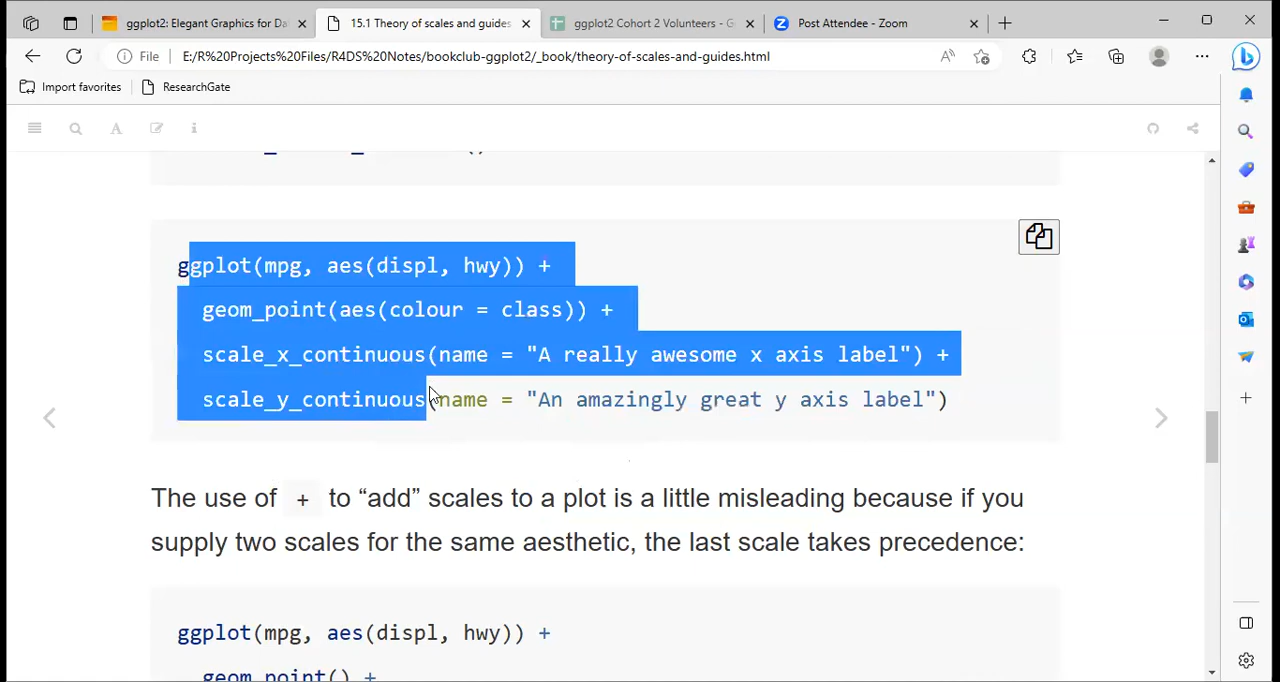 ggplot2: Elegant Graphics for Da
15.1 Theory of scales and guides
ggplot2 Cohort 2 Volunteers - G
Post Attendee - Zoom
File
E:/R%20Projects%20Files/R4DS%20Notes/bookclub-ggplot2/_book/theory-of-scales-and-guides.html
Import favorites
ResearchGate
ggplot(mpg, aes(displ, hwy)) +
geom_point(aes(colour = class)) +
scale_x_continuous(name = "A really awesome x axis label") +
scale_y_continuous(name = "An amazingly great y axis label")
The use of + to “add” scales to a plot is a little misleading because if you
supply two scales for the same aesthetic, the last scale takes precedence:
ggplot(mpg, aes(displ, hwy)) +
geom_point() +